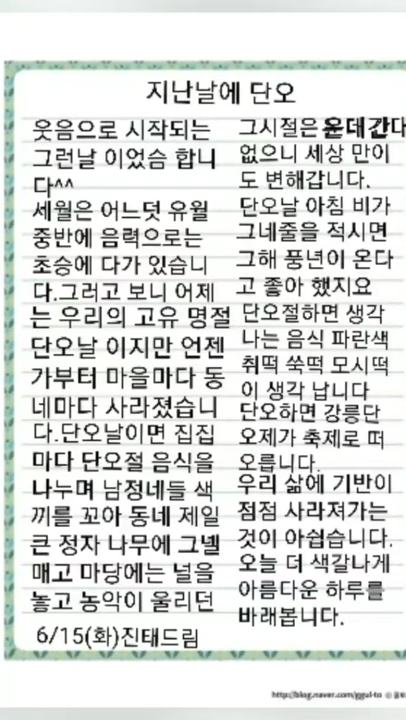 지난날에 단오
웃음으로 시작되는
그런날 이었습 합니
다^^
세월은 어느덧 유월
중반에 음력으로는
초승에 다가 있습니
다.그러고 보니 어제
는 우리의 고유 명절
단오날 이지만 언젠
가부터 마을마다 동
네마다 사라졌습니
다.단오날이면 집집
마다 단오절 음식을
나누며 남정네들 색
끼를 꼬아 동네 제일
큰 정자 나무에 그넬
매고 마당에는 널을
놓고 농악이 울리던
6/15(화)진태드림
그시절은 온데간다
없으니 세상 만이
도 변해갑니다.
단오날 아침 비가
그네줄을 적시면
그해 풍년이 온다
고 좋아 했지요
단오절하면 생각
나는 음식 파란색
취떡 쑥떡 모시떡
이 생각 납니다
단오하면 강릉단
오제가 축제로 떠
오릅니다.
우리 삶에 기반이
점점 사라져가는
것이 아쉽습니다.
오늘 더 색갈나게
아름다운 하루를
바래봅니다.
http://blog.naver.com/ggul-to